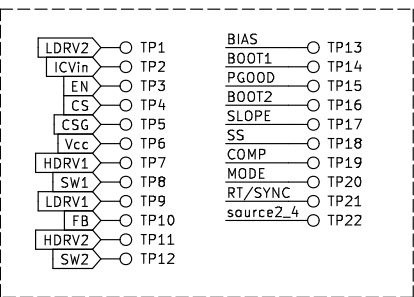 LDRV2 TP1
ICVin TP2
EN TP3
CS TP4
CSG TP5
Vcc TP6
HDRV1 TP7
SW1 TP8
LDRV1 TP9
FB TP10
HDRV2 TP11
SW2 TP12
BIAS TP13
BOOT1 TP14
PGOOD TP15
BOOT2 TP16
SLOPE TP17
SS TP18
COMP TP19
MODE TP20
RT/SYNC TP21
source2_4 TP22